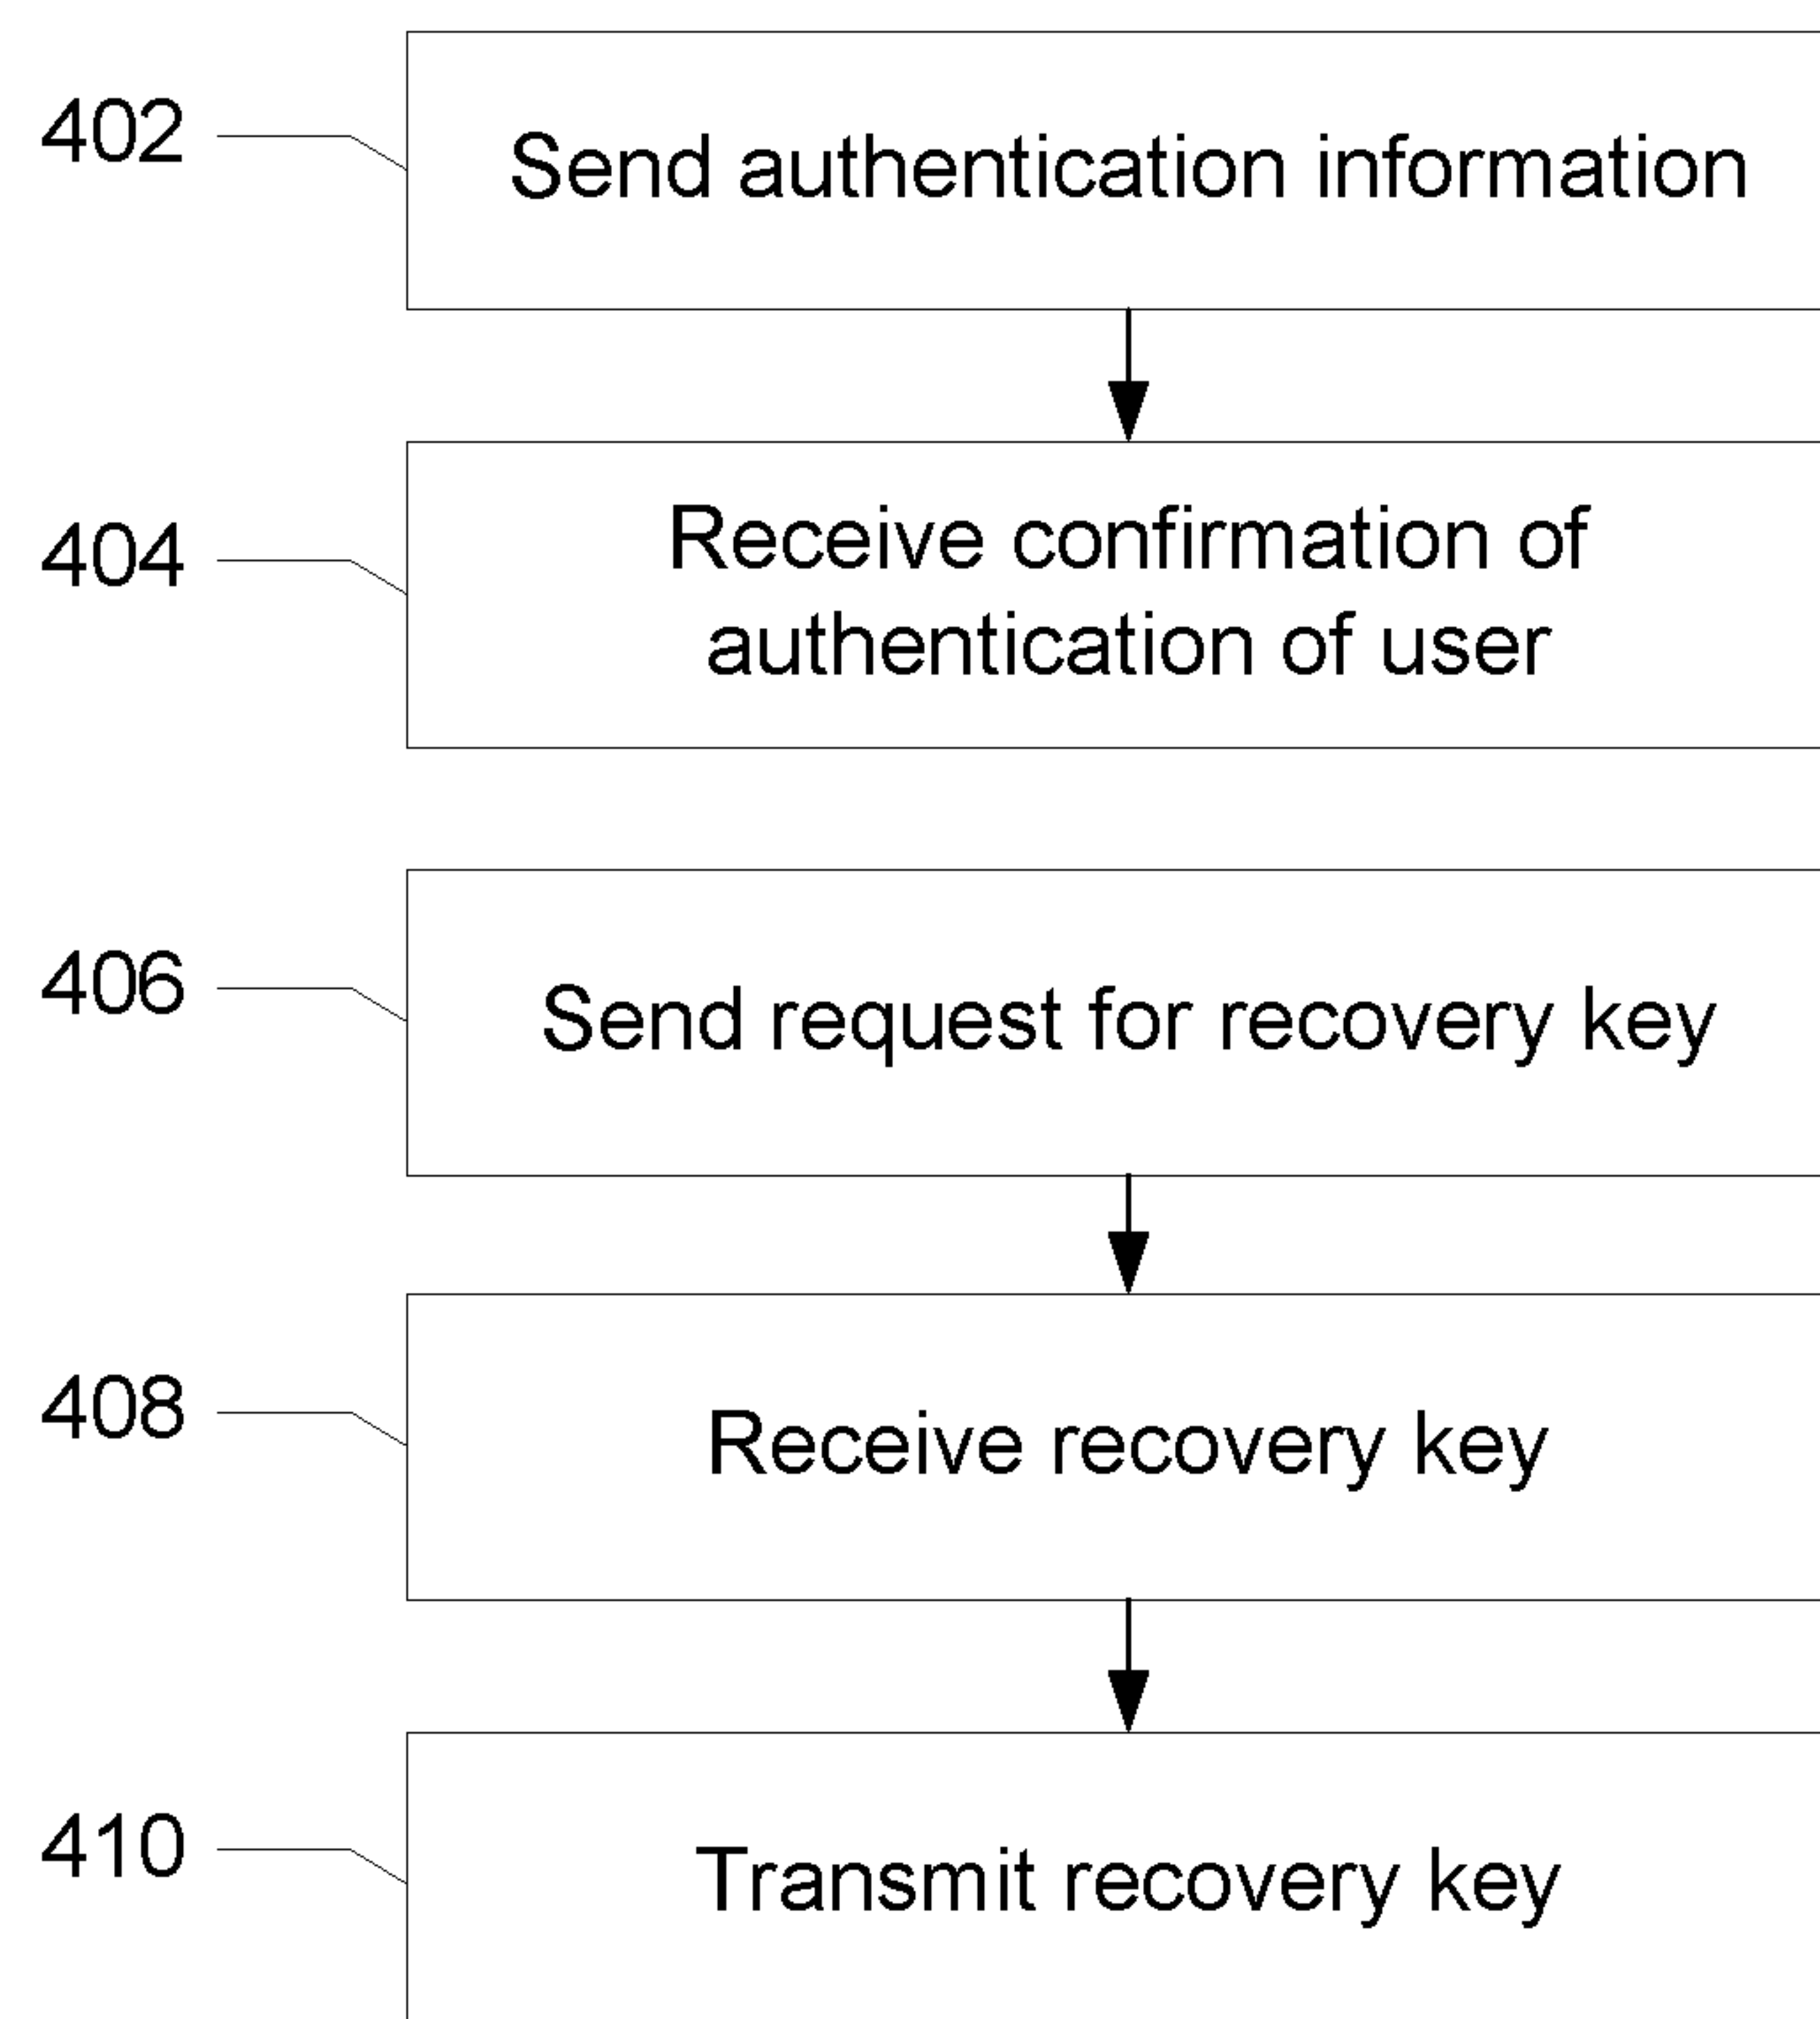 402
Send authentication information
404
Receive confirmation of
authentication of user
406
Send request for recovery key
408
Receive recovery key
410
Transmit recovery key